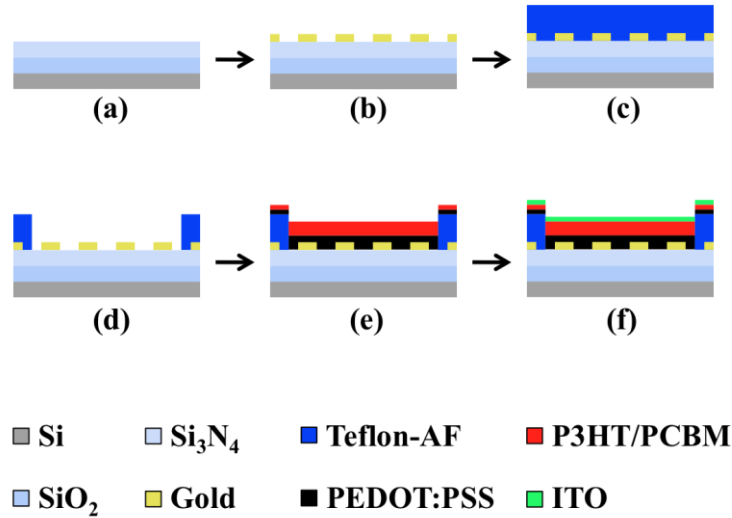 (a)
(b)
(c)
(d)
(e)
(f)
Si
Si₃N₄
Teflon-AF
P3HT/PCBM
SiO₂
Gold
PEDOT:PSS
ITO